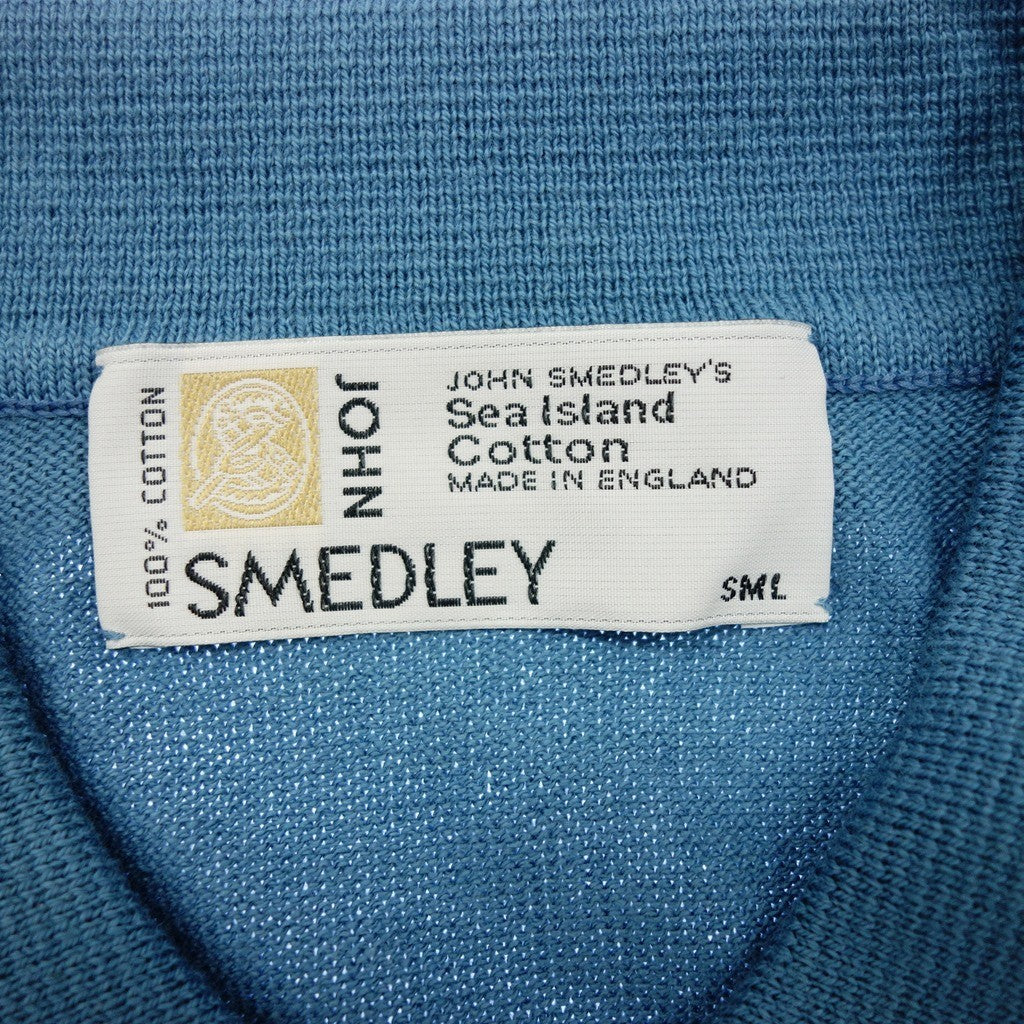 100% COTTON
JOHN
SMEDLEY
JOHN SMEDLEY'S
Sea Island
Cotton
MADE IN ENGLAND
SML